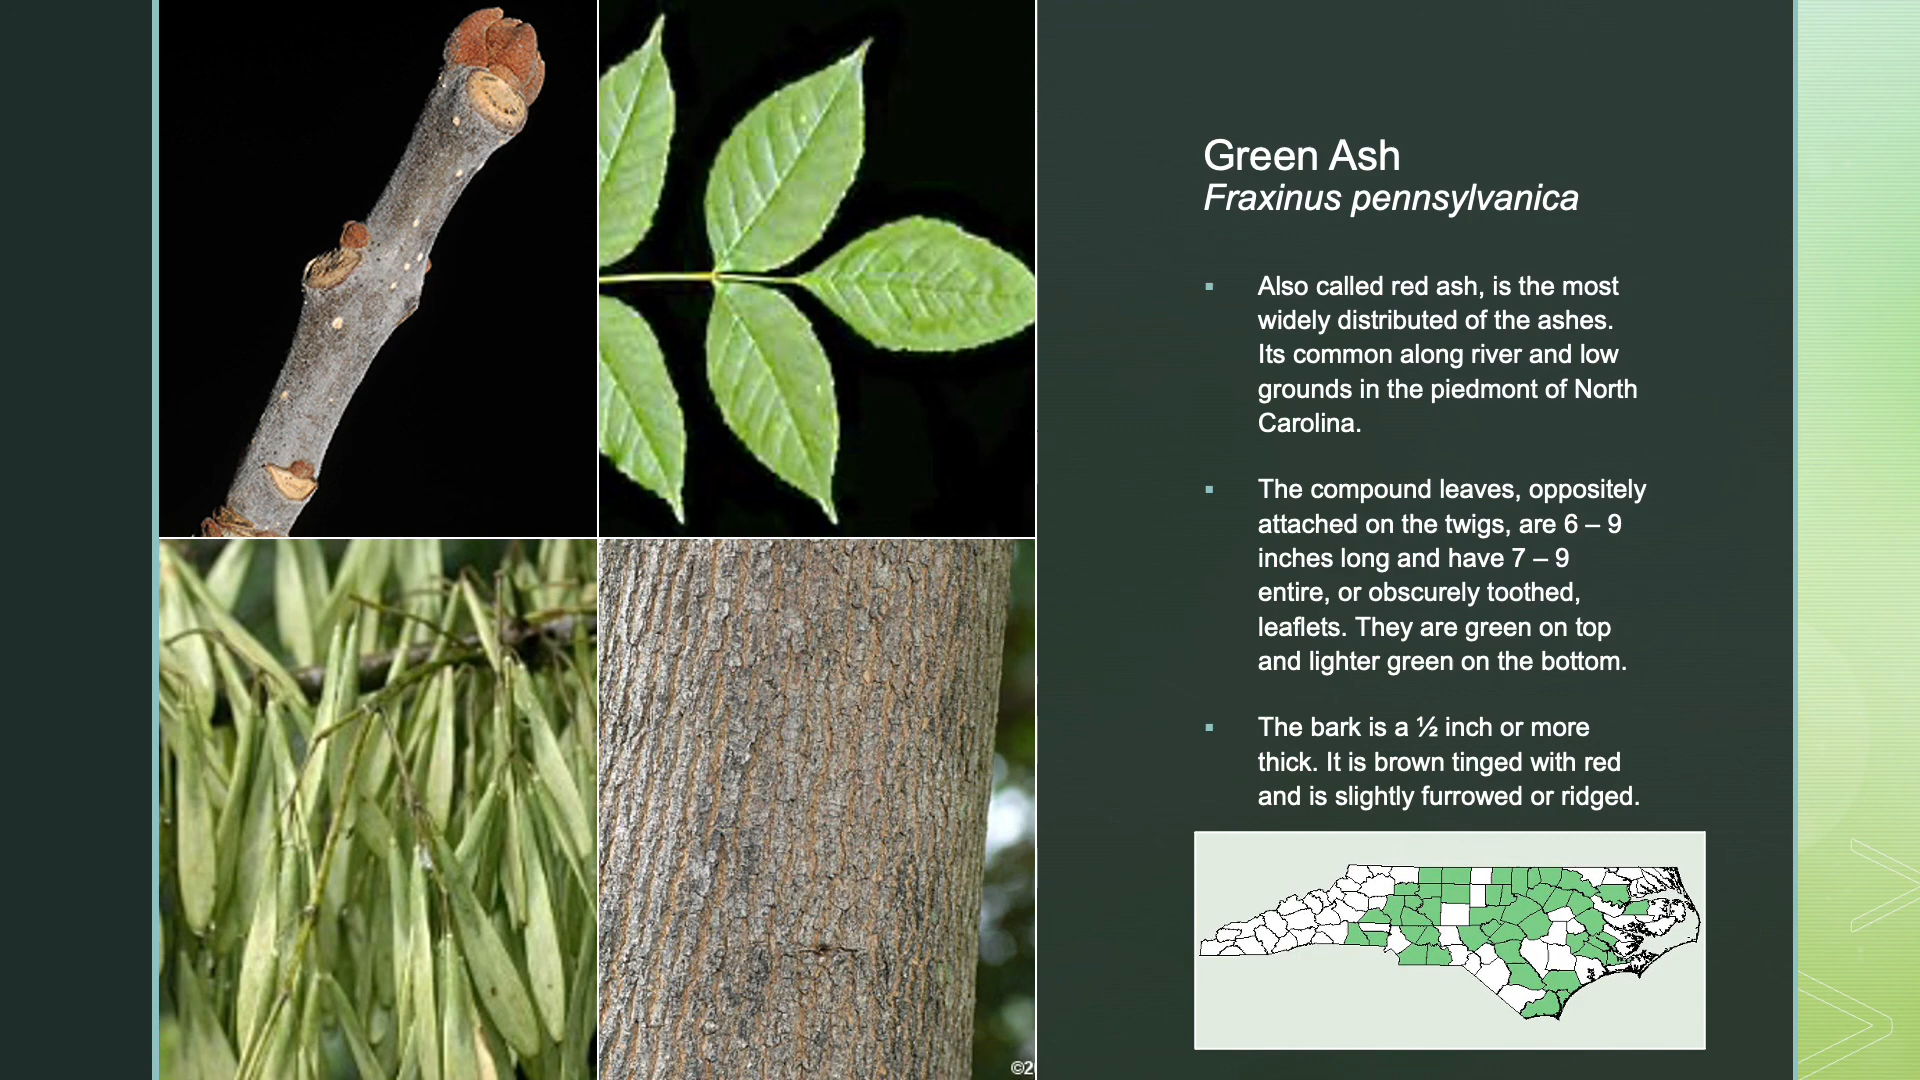 Green Ash
Fraxinus pennsylvanica
Also called red ash, is the most
widely distributed of the ashes.
Its common along river and low
grounds in the piedmont of North
Carolina.
The compound leaves, oppositely
attached on the twigs, are 6 – 9
inches long and have 7 – 9
entire, or obscurely toothed,
leaflets. They are green on top
and lighter green on the bottom.
The bark is a ½ inch or more
thick. It is brown tinged with red
and is slightly furrowed or ridged.
©2